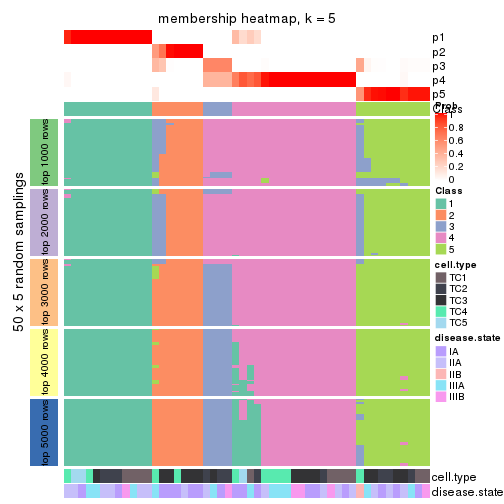 membership heatmap, k = 5
p1
p2
p3
p4
p5
Class
Prob
1
0.8
0.6
0.4
0.2
0
Class
1
2
3
4
5
cell.type
TC1
TC2
TC3
TC4
TC5
disease.state
IA
IIA
IIB
IIIA
IIIB
50 x 5 random samplings
top 1000 rows
top 2000 rows
top 3000 rows
top 4000 rows
top 5000 rows
cell.type
disease.state